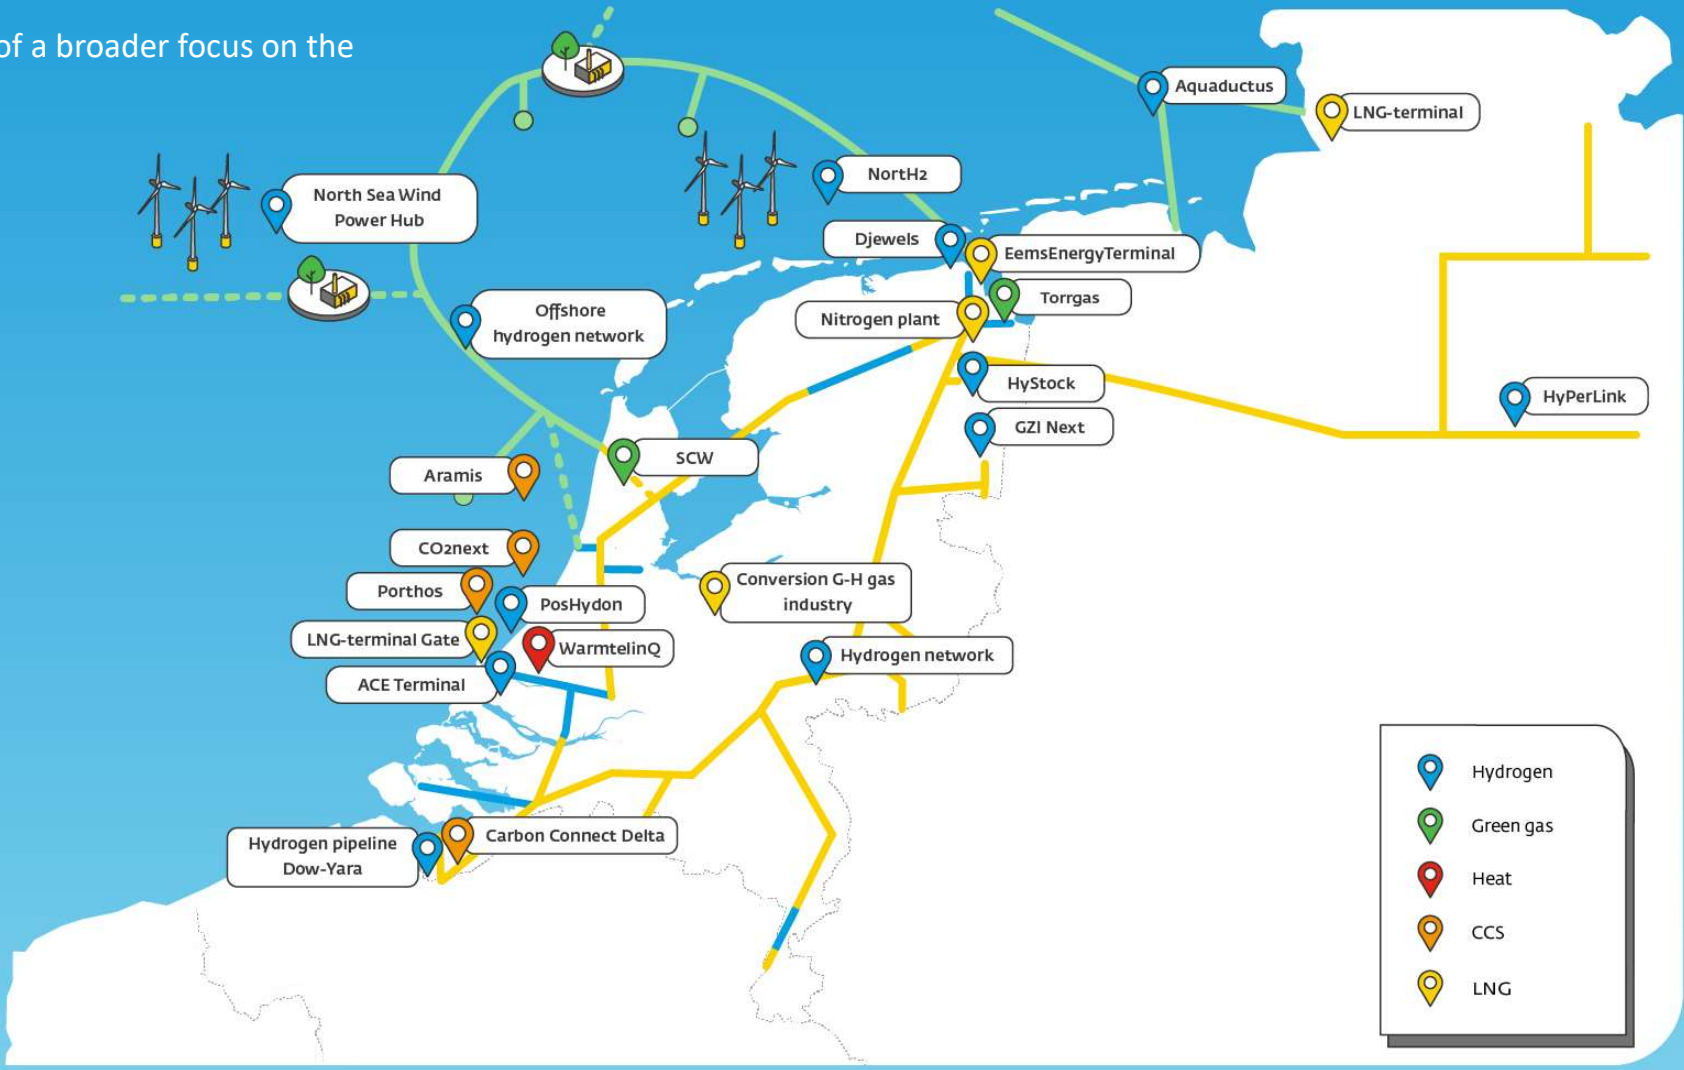 of a broader focus on the
Aquaductus
LNG-terminal
North Sea Wind
Power Hub
NortH2
Djewels
EemsEnergyTerminal
Torrgas
Offshore
hydrogen network
Nitrogen plant
HyStock
HyPerLink
GZI Next
SCW
Aramis
CO2next
Porthos
Conversion G-H gas
industry
PosHydon
LNG-terminal Gate
WarmtelinQ
Hydrogen network
ACE Terminal
Hydrogen pipeline
Dow-Yara
Carbon Connect Delta
Hydrogen
Green gas
Heat
CCS
LNG